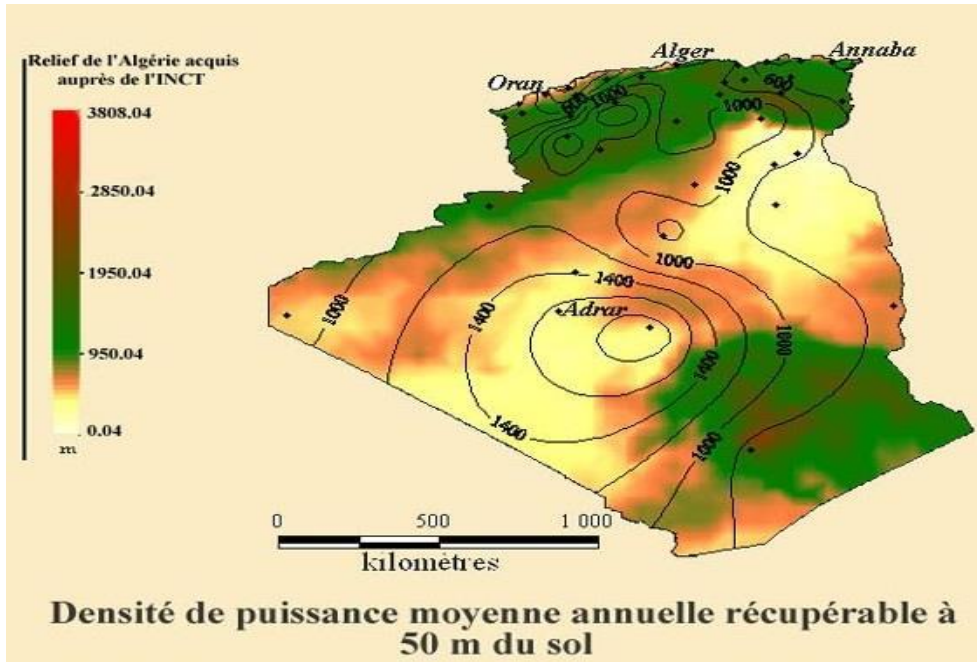 Relief de l'Algérie acquis
auprès de l'INCT
3808.04
2850.04
1950.04
950.04
0.04
m
Oran
Alger
Annaba
600
1000
1000
1000
1000
1000
1400
1400
Adrar
1000
1400
1400
1000
0
500
1 000
kilomètres
Densité de puissance moyenne annuelle récupérable à
50 m du sol